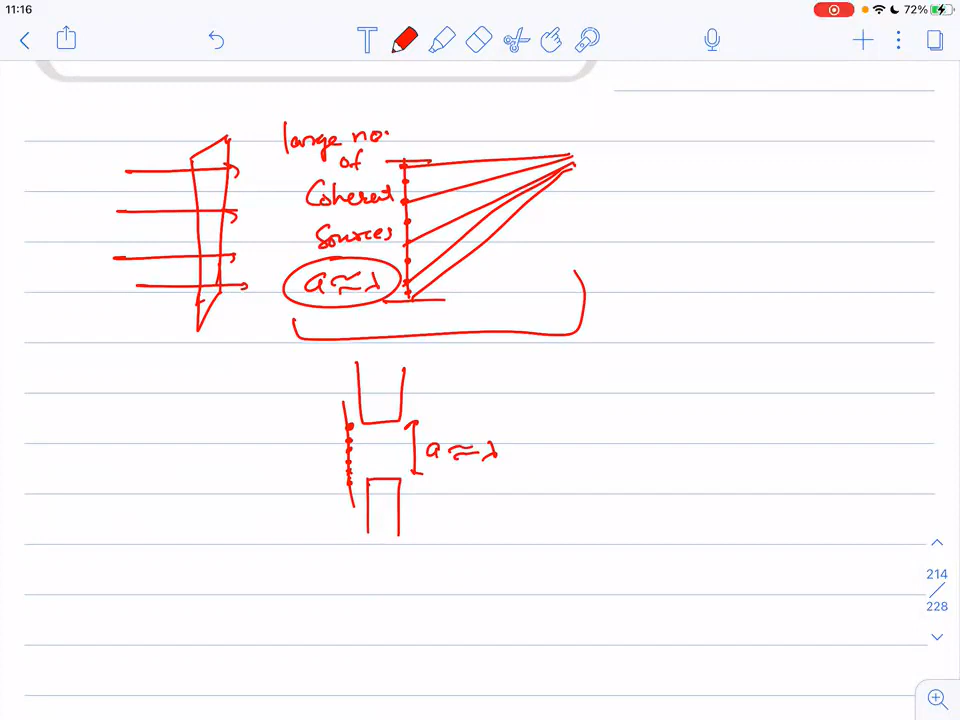 11:16
72%
T
large no.
of
Coherent
Sources
a ≈ λ
a ≈ λ
214
228